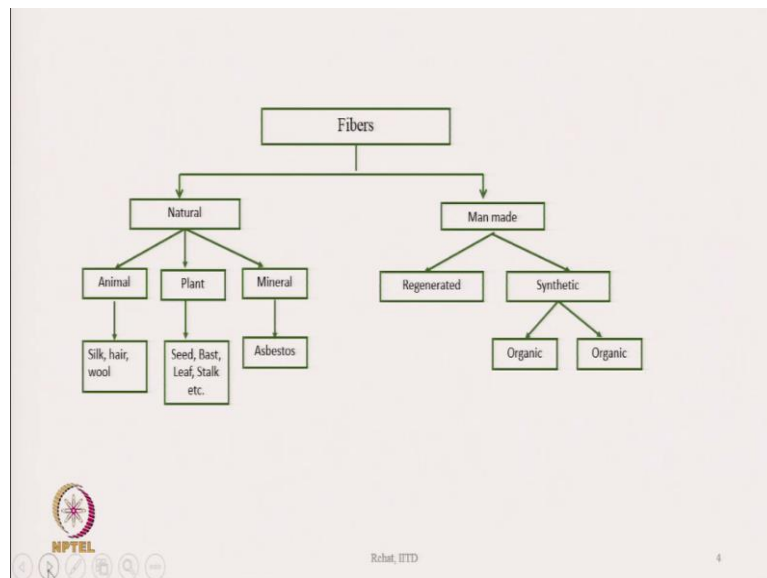 Fibers
Natural
Man made
Animal
Plant
Mineral
Regenerated
Synthetic
Silk, hair,
wool
Seed, Bast,
Leaf, Stalk
etc.
Asbestos
Organic
Organic
NPTEL
Rchat, IITD
4